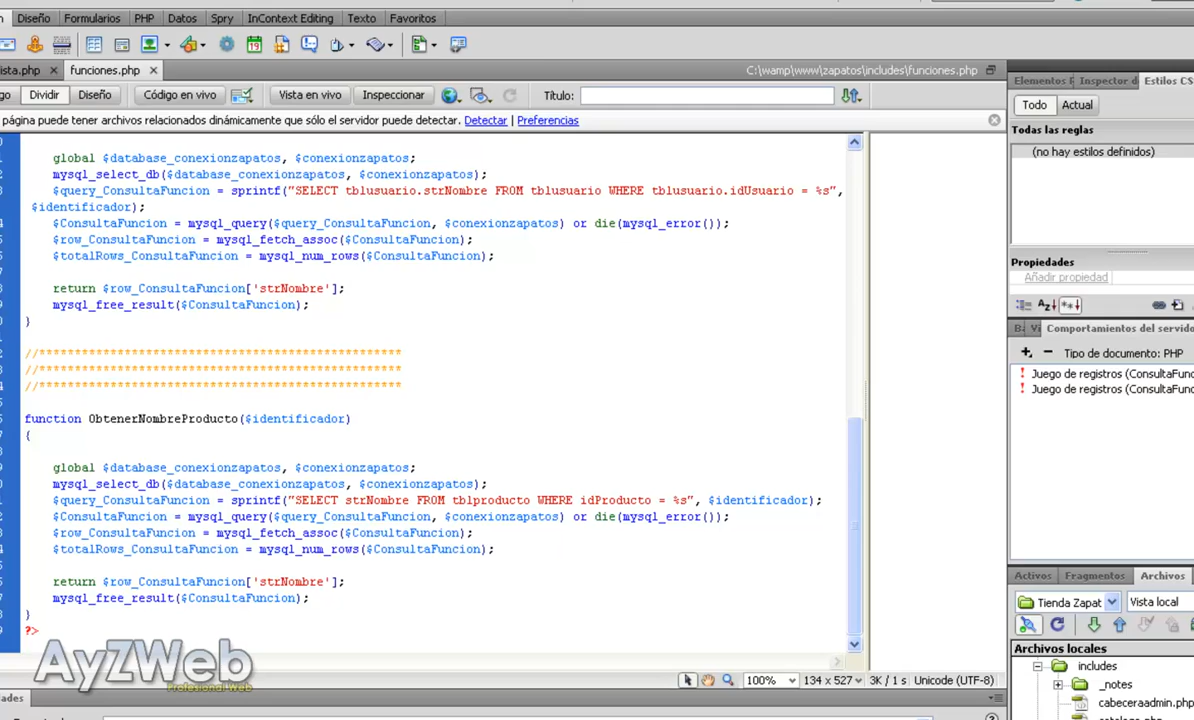 Diseño Formularios PHP Datos Spry InContext Editing Texto Favoritos
ista.php funciones.php C:\wamp\www\zapatos\includes\funciones.php
go Dividir Diseño Código en vivo Vista en vivo Inspeccionar Título:
página puede tener archivos relacionados dinámicamente que sólo el servidor puede detectar. Detectar | Preferencias
global $database_conexionzapatos, $conexionzapatos;
mysql_select_db($database_conexionzapatos, $conexionzapatos);
$query_ConsultaFuncion = sprintf("SELECT tblusuario.strNombre FROM tblusuario WHERE tblusuario.idUsuario = %s",
$identificador);
$ConsultaFuncion = mysql_query($query_ConsultaFuncion, $conexionzapatos) or die(mysql_error());
$row_ConsultaFuncion = mysql_fetch_assoc($ConsultaFuncion);
$totalRows_ConsultaFuncion = mysql_num_rows($ConsultaFuncion);
return $row_ConsultaFuncion['strNombre'];
mysql_free_result($ConsultaFuncion);
}
//***************************************************
//***************************************************
//***************************************************
function ObtenerNombreProducto($identificador)
{
global $database_conexionzapatos, $conexionzapatos;
mysql_select_db($database_conexionzapatos, $conexionzapatos);
$query_ConsultaFuncion = sprintf("SELECT strNombre FROM tblproducto WHERE idProducto = %s", $identificador);
$ConsultaFuncion = mysql_query($query_ConsultaFuncion, $conexionzapatos) or die(mysql_error());
$row_ConsultaFuncion = mysql_fetch_assoc($ConsultaFuncion);
$totalRows_ConsultaFuncion = mysql_num_rows($ConsultaFuncion);
return $row_ConsultaFuncion['strNombre'];
mysql_free_result($ConsultaFuncion);
}
?>
AyZWeb
Profesional Web
100% 134 x 527 3K / 1 s Unicode (UTF-8)
dades
Elementos F Inspector d Estilos CS
Todo Actual
Todas las reglas
(no hay estilos definidos)
Propiedades
Añadir propiedad
Comportamientos del servido
Tipo de documento: PHP
Juego de registros (ConsultaFunc
Juego de registros (ConsultaFunc
Activos Fragmentos Archivos
Tienda Zapat Vista local
Archivos locales
includes
_notes
cabeceraadmin.php